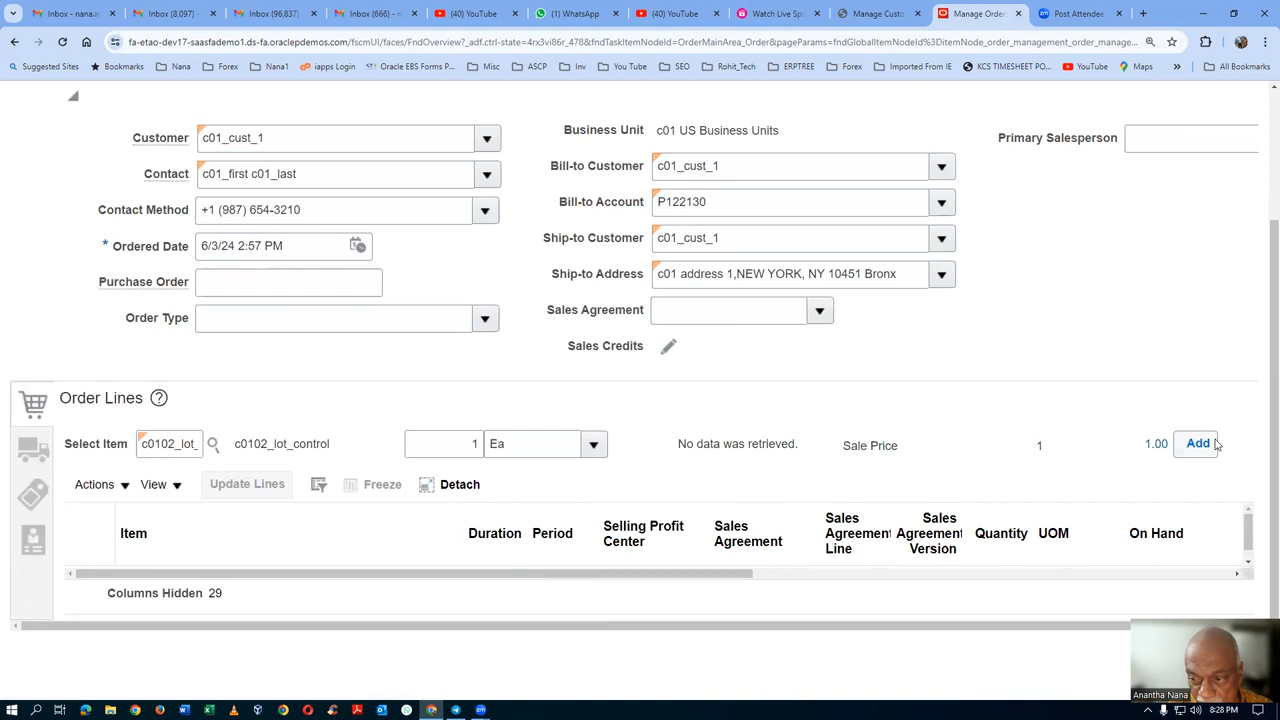 Inbox - nana.e
Inbox (8,097)
Inbox (96,837)
Inbox (666) - n
(40) YouTube
(1) WhatsApp
(40) YouTube
Watch Live Spo
Manage Custo
Manage Order
Post Attendee
fa-etao-dev17-saasfademo1.ds-fa.oraclepdemos.com/fscmUI/faces/FndOverview?_adf.ctrl-state=4rx3vi86r_478&fndTaskItemNodeId=OrderMainArea_Order&pageParams=fndGlobalItemNodeId%3DitemNode_order_management_order_manage...
Suggested Sites Bookmarks Nana Forex Nana1 iapps Login Oracle EBS Forms P... Misc ASCP Inv You Tube SEO Rohit_Tech ERPTREE Forex Imported From IE KCS TIMESHEET PO... YouTube Maps » All Bookmarks
Customer c01_cust_1
Contact c01_first c01_last
Contact Method +1 (987) 654-3210
* Ordered Date 6/3/24 2:57 PM
Purchase Order
Order Type
Business Unit c01 US Business Units
Bill-to Customer c01_cust_1
Bill-to Account P122130
Ship-to Customer c01_cust_1
Ship-to Address c01 address 1,NEW YORK, NY 10451 Bronx
Sales Agreement
Sales Credits
Primary Salesperson
Order Lines ?
Select Item c0102_lot_ c0102_lot_control 1 Ea No data was retrieved. Sale Price 1 1.00 Add
Actions View Update Lines Freeze Detach
Item
Duration
Period
Selling Profit
Center
Sales
Agreement
Sales
Agreement
Line
Sales
Agreement
Version
Quantity
UOM
On Hand
Columns Hidden 29
Anantha Nana
8:28 PM